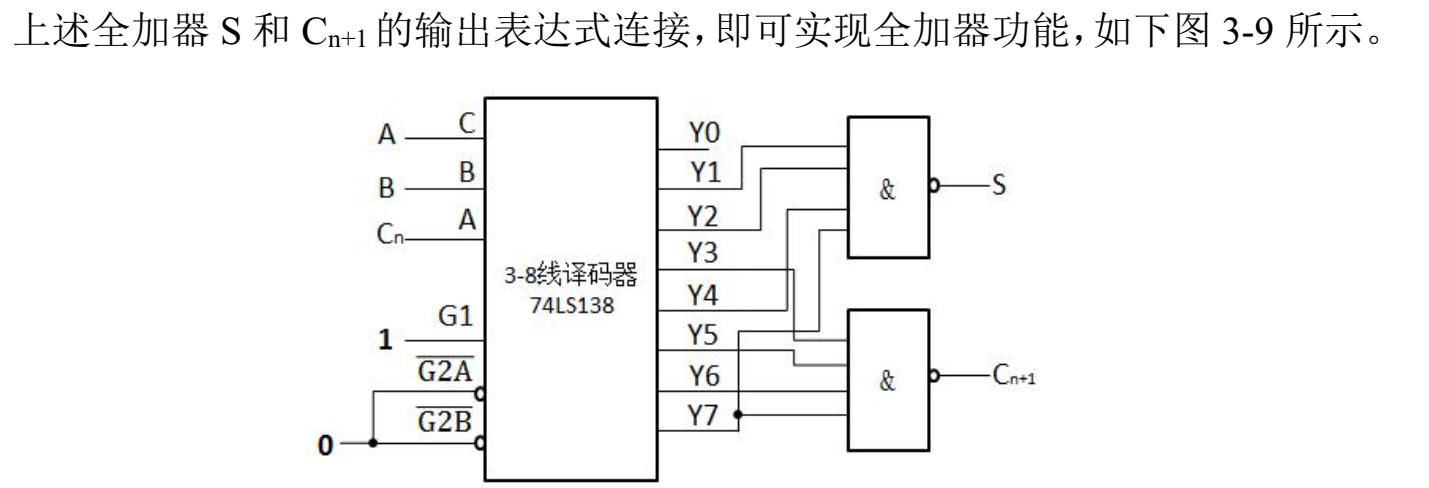 上述全加器 S 和 Cn+1 的输出表达式连接，即可实现全加器功能，如下图 3-9 所示。
A
C
B
B
Cn
A
G1
1
G2A
G2B
0
3-8线译码器
74LS138
Y0
Y1
Y2
Y3
Y4
Y5
Y6
Y7
&
S
&
Cn+1